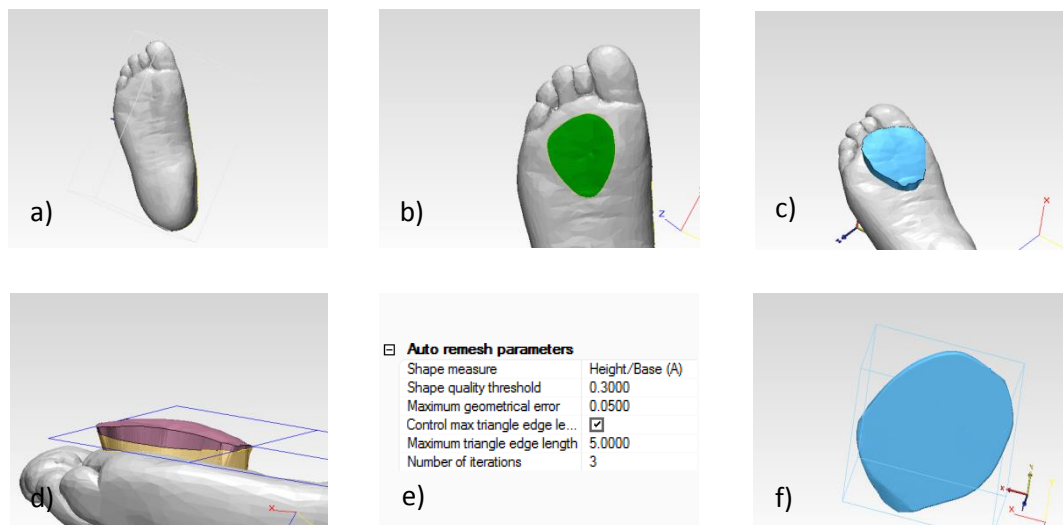 a)
b)
Z
c)
X
d)
X
e)
Auto remesh parameters
Shape measure Height/Base (A)
Shape quality threshold 0.3000
Maximum geometrical error 0.0500
Control max triangle edge le...
Maximum triangle edge length 5.0000
Number of iterations 3
f)
X